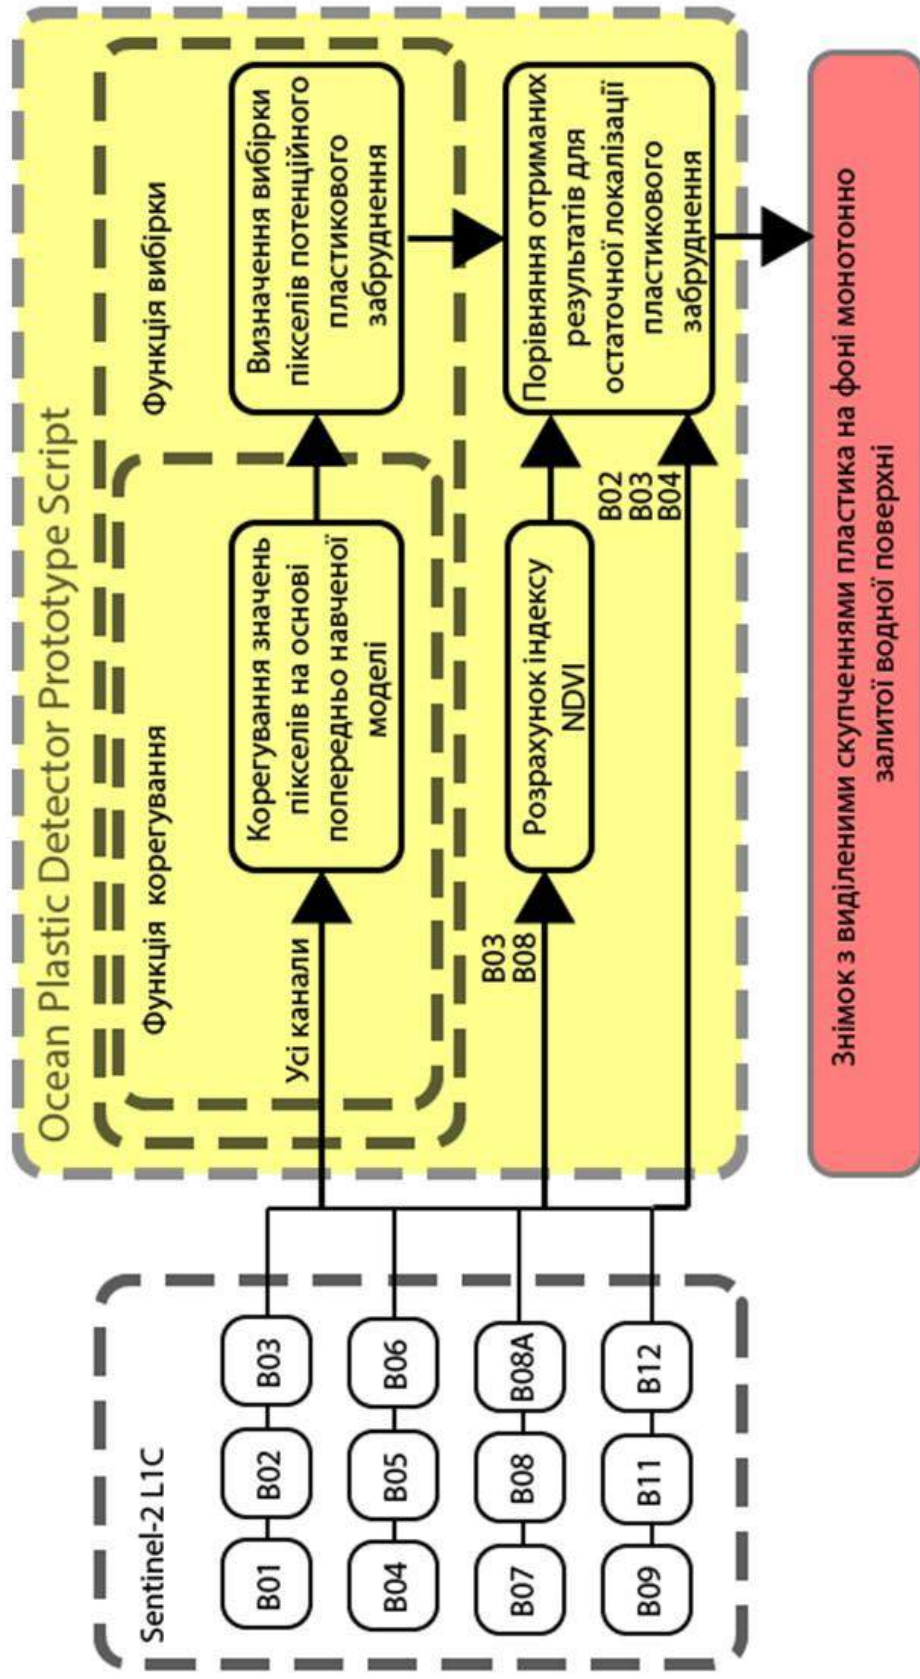 Sentinel-2 L1C
B01
B02
B03
B04
B05
B06
B07
B08
B08A
B09
B11
B12
Ocean Plastic Detector Prototype Script
Функція корегування
Функція вибірки
Усі канали
Корегування значень
пікселів на основі
попередньо навченої
моделі
Визначення вибірки
пікселів потенційного
пластикового
забруднення
B03
B08
Розрахунок індексу
NDVI
B02
B03
B04
Порівняно отриманих
результатів для
остаточної локалізації
пластикового
забруднення
Знімок з виділеними скупченнями пластика на фоні монотонно
залитої водної поверхні